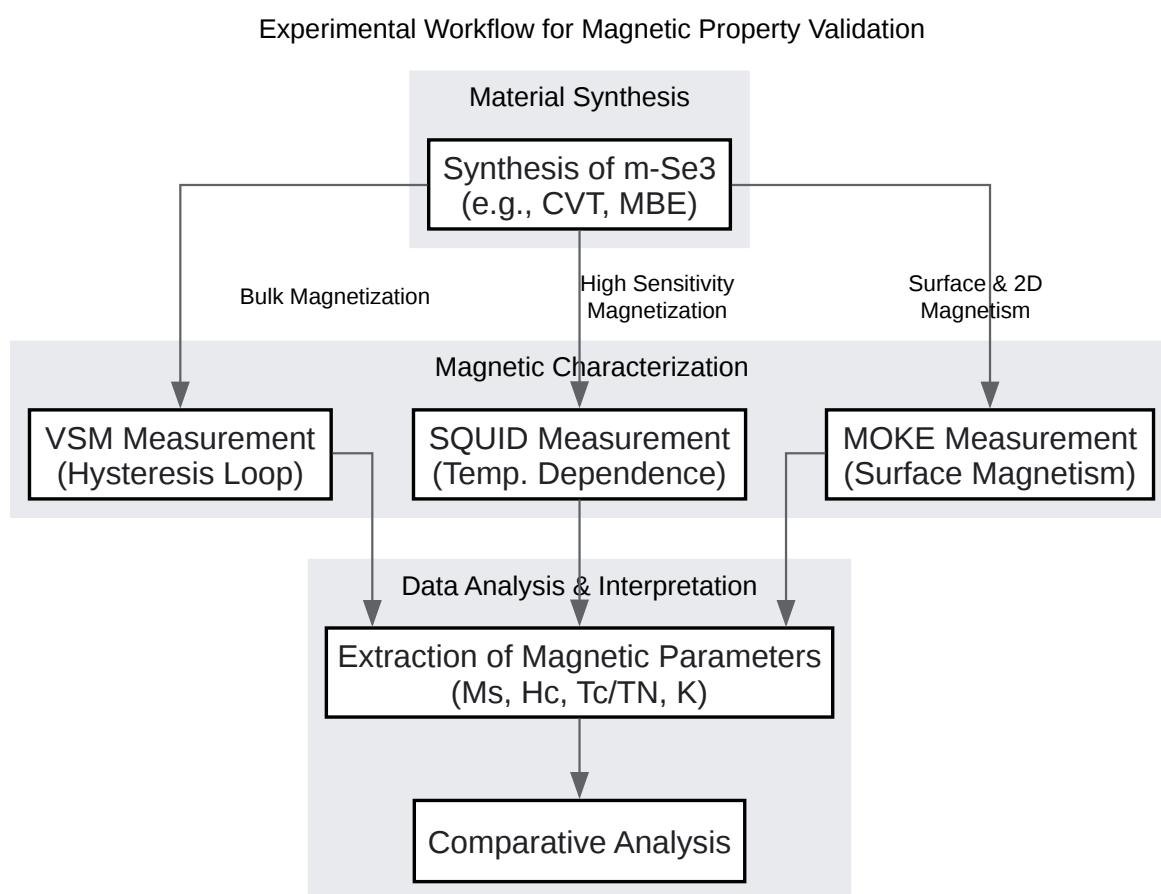 Experimental Workflow for Magnetic Property Validation
Material Synthesis
Synthesis of m-Se3
(e.g., CVT, MBE)
Bulk Magnetization
High Sensitivity
Magnetization
Surface & 2D
Magnetism
Magnetic Characterization
VSM Measurement
(Hysteresis Loop)
SQUID Measurement
(Temp. Dependence)
MOKE Measurement
(Surface Magnetism)
Data Analysis & Interpretation
Extraction of Magnetic Parameters
(Ms, Hc, Tc/TN, K)
Comparative Analysis